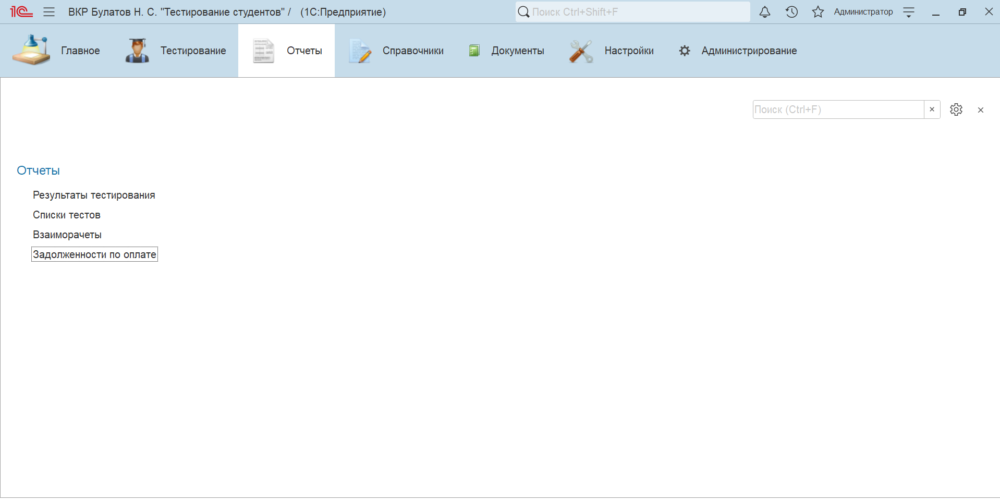 1С ВКР Булатов Н. С. "Тестирование студентов" / (1С:Предприятие) Поиск Ctrl+Shift+F Администратор
Главное Тестирование Отчеты Справочники Документы Настройки Администрирование
Поиск (Ctrl+F)
Отчеты
Результаты тестирования
Списки тестов
Взаиморачеты
Задолженности по оплате